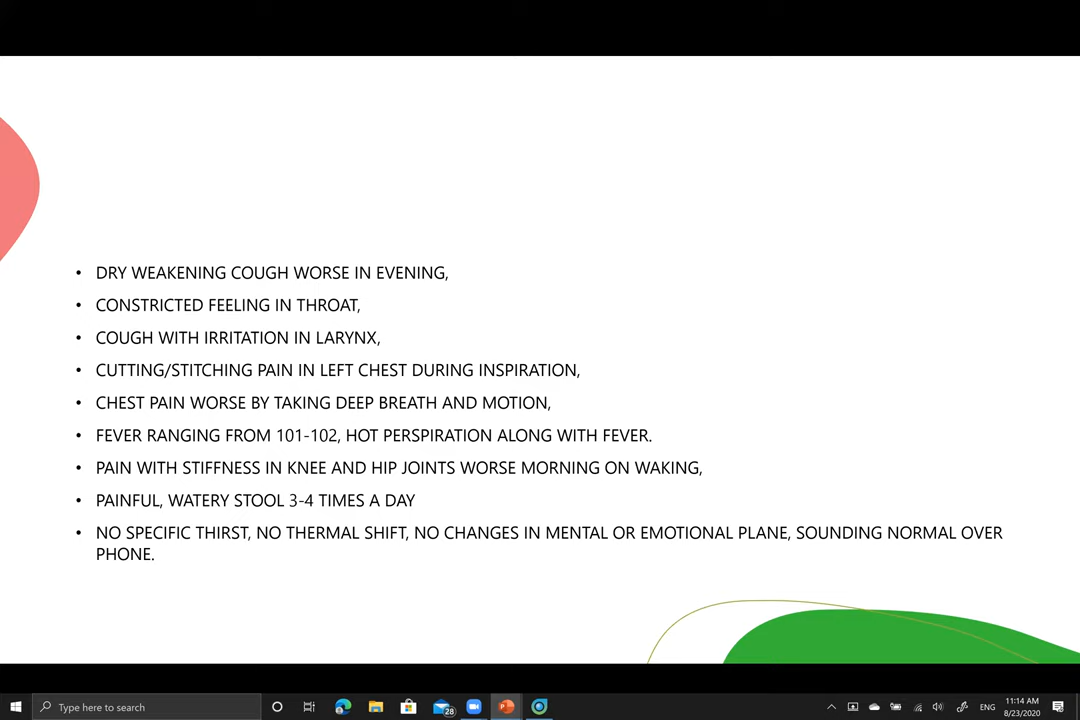 • DRY WEAKENING COUGH WORSE IN EVENING,
• CONSTRICTED FEELING IN THROAT,
• COUGH WITH IRRITATION IN LARYNX,
• CUTTING/STITCHING PAIN IN LEFT CHEST DURING INSPIRATION,
• CHEST PAIN WORSE BY TAKING DEEP BREATH AND MOTION,
• FEVER RANGING FROM 101-102, HOT PERSPIRATION ALONG WITH FEVER.
• PAIN WITH STIFFNESS IN KNEE AND HIP JOINTS WORSE MORNING ON WAKING,
• PAINFUL, WATERY STOOL 3-4 TIMES A DAY
• NO SPECIFIC THIRST, NO THERMAL SHIFT, NO CHANGES IN MENTAL OR EMOTIONAL PLANE, SOUNDING NORMAL OVER
PHONE.
Type here to search
28
ENG
11:14 AM
8/23/2020